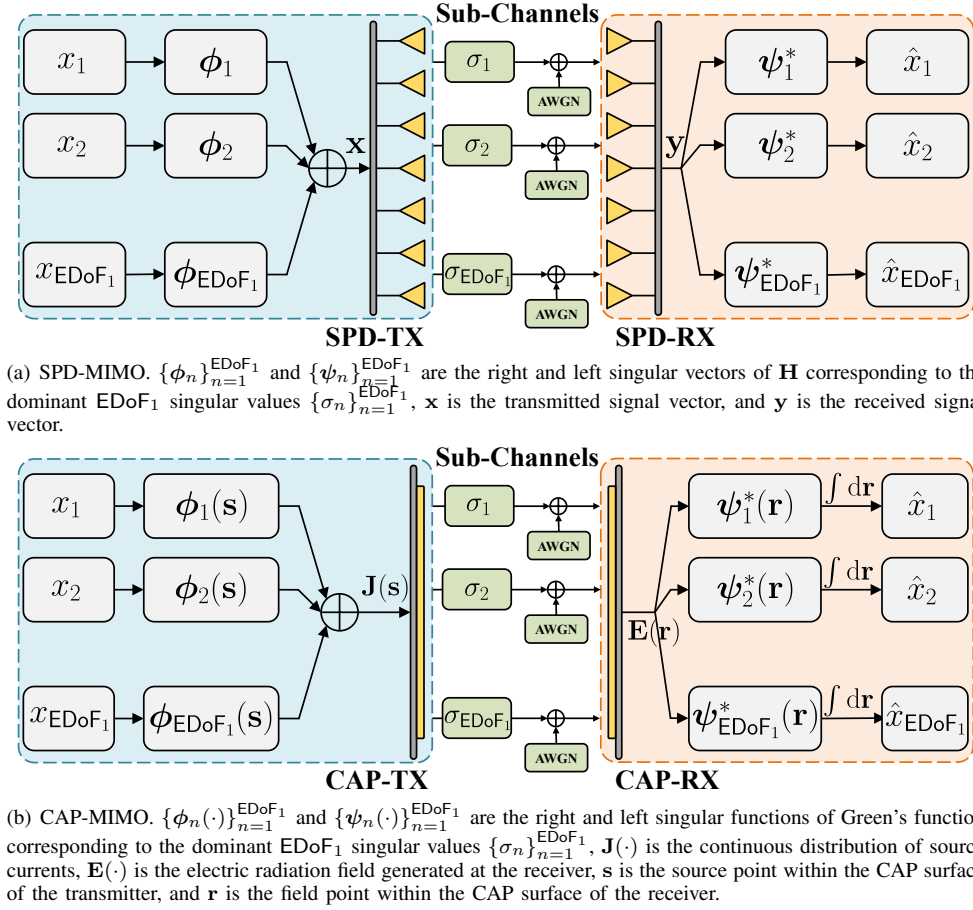 Sub-Channels
x₁ ϕ₁ σ₁ ψ₁* x̂₁
AWGN
x₂ ϕ₂ x σ₂ y ψ₂* x̂₂
AWGN
x_EDoF₁ ϕ_EDoF₁ σ_EDoF₁ ψ*_EDoF₁ x̂_EDoF₁
AWGN
SPD-TX SPD-RX
(a) SPD-MIMO. {ϕₙ}ₙ₌₁^EDoF₁ and {ψₙ}ₙ₌₁^EDoF₁ are the right and left singular vectors of H corresponding to th
dominant EDoF₁ singular values {σₙ}ₙ₌₁^EDoF₁, x is the transmitted signal vector, and y is the received signa
vector.
Sub-Channels
x₁ ϕ₁(s) σ₁ ψ₁*(r) ∫ dr x̂₁
AWGN
x₂ ϕ₂(s) J(s) σ₂ ψ₂*(r) ∫ dr x̂₂
AWGN
E(r)
x_EDoF₁ ϕ_EDoF₁(s) σ_EDoF₁ ψ*_EDoF₁(r) ∫ dr x̂_EDoF₁
AWGN
CAP-TX CAP-RX
(b) CAP-MIMO. {ϕₙ(·)}ₙ₌₁^EDoF₁ and {ψₙ(·)}ₙ₌₁^EDoF₁ are the right and left singular functions of Green's function
corresponding to the dominant EDoF₁ singular values {σₙ}ₙ₌₁^EDoF₁, J(·) is the continuous distribution of sourc
currents, E(·) is the electric radiation field generated at the receiver, s is the source point within the CAP surfac
of the transmitter, and r is the field point within the CAP surface of the receiver.